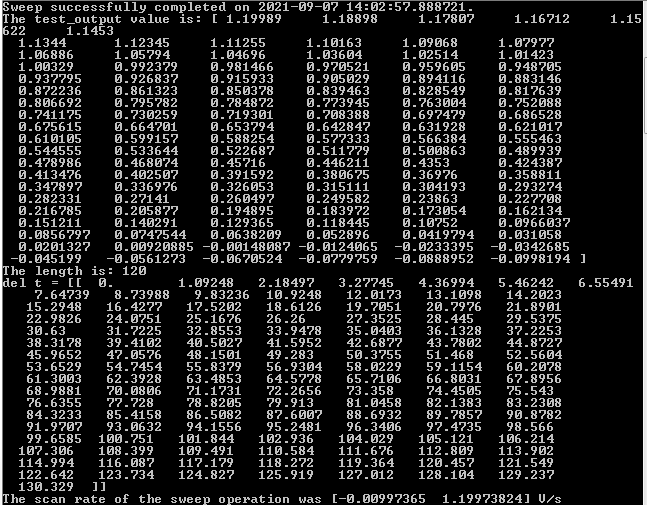 Sweep successfully completed on 2021-09-07 14:02:57.888721.
The test_output value is: [ 1.19989 1.18898 1.17807 1.16712 1.15
622 1.1453
1.1344 1.12345 1.11255 1.10163 1.09068 1.07977
1.06886 1.05794 1.04696 1.03604 1.02514 1.01423
1.00329 0.992379 0.981466 0.970521 0.959605 0.948705
0.937795 0.926837 0.915933 0.905029 0.894116 0.883146
0.872236 0.861323 0.850378 0.839463 0.828549 0.817639
0.806692 0.795782 0.784872 0.773945 0.763004 0.752088
0.741175 0.730259 0.719301 0.708388 0.697479 0.686528
0.675615 0.664701 0.653794 0.642847 0.631928 0.621017
0.610105 0.599157 0.588254 0.577333 0.566384 0.555463
0.544555 0.533644 0.522687 0.511779 0.500863 0.489939
0.478986 0.468074 0.45716 0.446211 0.4353 0.424387
0.413476 0.402507 0.391592 0.380675 0.36976 0.358811
0.347897 0.336976 0.326053 0.315111 0.304193 0.293274
0.282331 0.27141 0.260497 0.249582 0.23863 0.227708
0.216785 0.205877 0.194895 0.183972 0.173054 0.162134
0.151211 0.140291 0.129365 0.118445 0.10752 0.0966037
0.0856797 0.0747544 0.0638209 0.052896 0.0419794 0.031058
0.0201327 0.00920885 -0.00148087 -0.0124065 -0.0233395 -0.0342685
-0.045199 -0.0561273 -0.0670524 -0.0779759 -0.0888952 -0.0998194 ]
The length is: 120
del t = [[ 0. 1.09248 2.18497 3.27745 4.36994 5.46242 6.55491
7.64739 8.73988 9.83236 10.9248 12.0173 13.1098 14.2023
15.2948 16.4277 17.5202 18.6126 19.7051 20.7976 21.8901
22.9826 24.0751 25.1676 26.26 27.3525 28.445 29.5375
30.63 31.7225 32.8553 33.9478 35.0403 36.1328 37.2253
38.3178 39.4102 40.5027 41.5952 42.6877 43.7802 44.8727
45.9652 47.0576 48.1501 49.283 50.3755 51.468 52.5604
53.6529 54.7454 55.8379 56.9304 58.0229 59.1154 60.2078
61.3003 62.3928 63.4853 64.5778 65.7106 66.8031 67.8956
68.9881 70.0806 71.1731 72.2656 73.358 74.4505 75.543
76.6355 77.728 78.8205 79.913 81.0458 82.1383 83.2308
84.3233 85.4158 86.5082 87.6007 88.6932 89.7857 90.8782
91.9707 93.0632 94.1556 95.2481 96.3406 97.4735 98.566
99.6585 100.751 101.844 102.936 104.029 105.121 106.214
107.306 108.399 109.491 110.584 111.676 112.809 113.902
114.994 116.087 117.179 118.272 119.364 120.457 121.549
122.642 123.734 124.827 125.919 127.012 128.104 129.237
130.329 ]]
The scan rate of the sweep operation was [-0.00997365 1.19973824] V/s